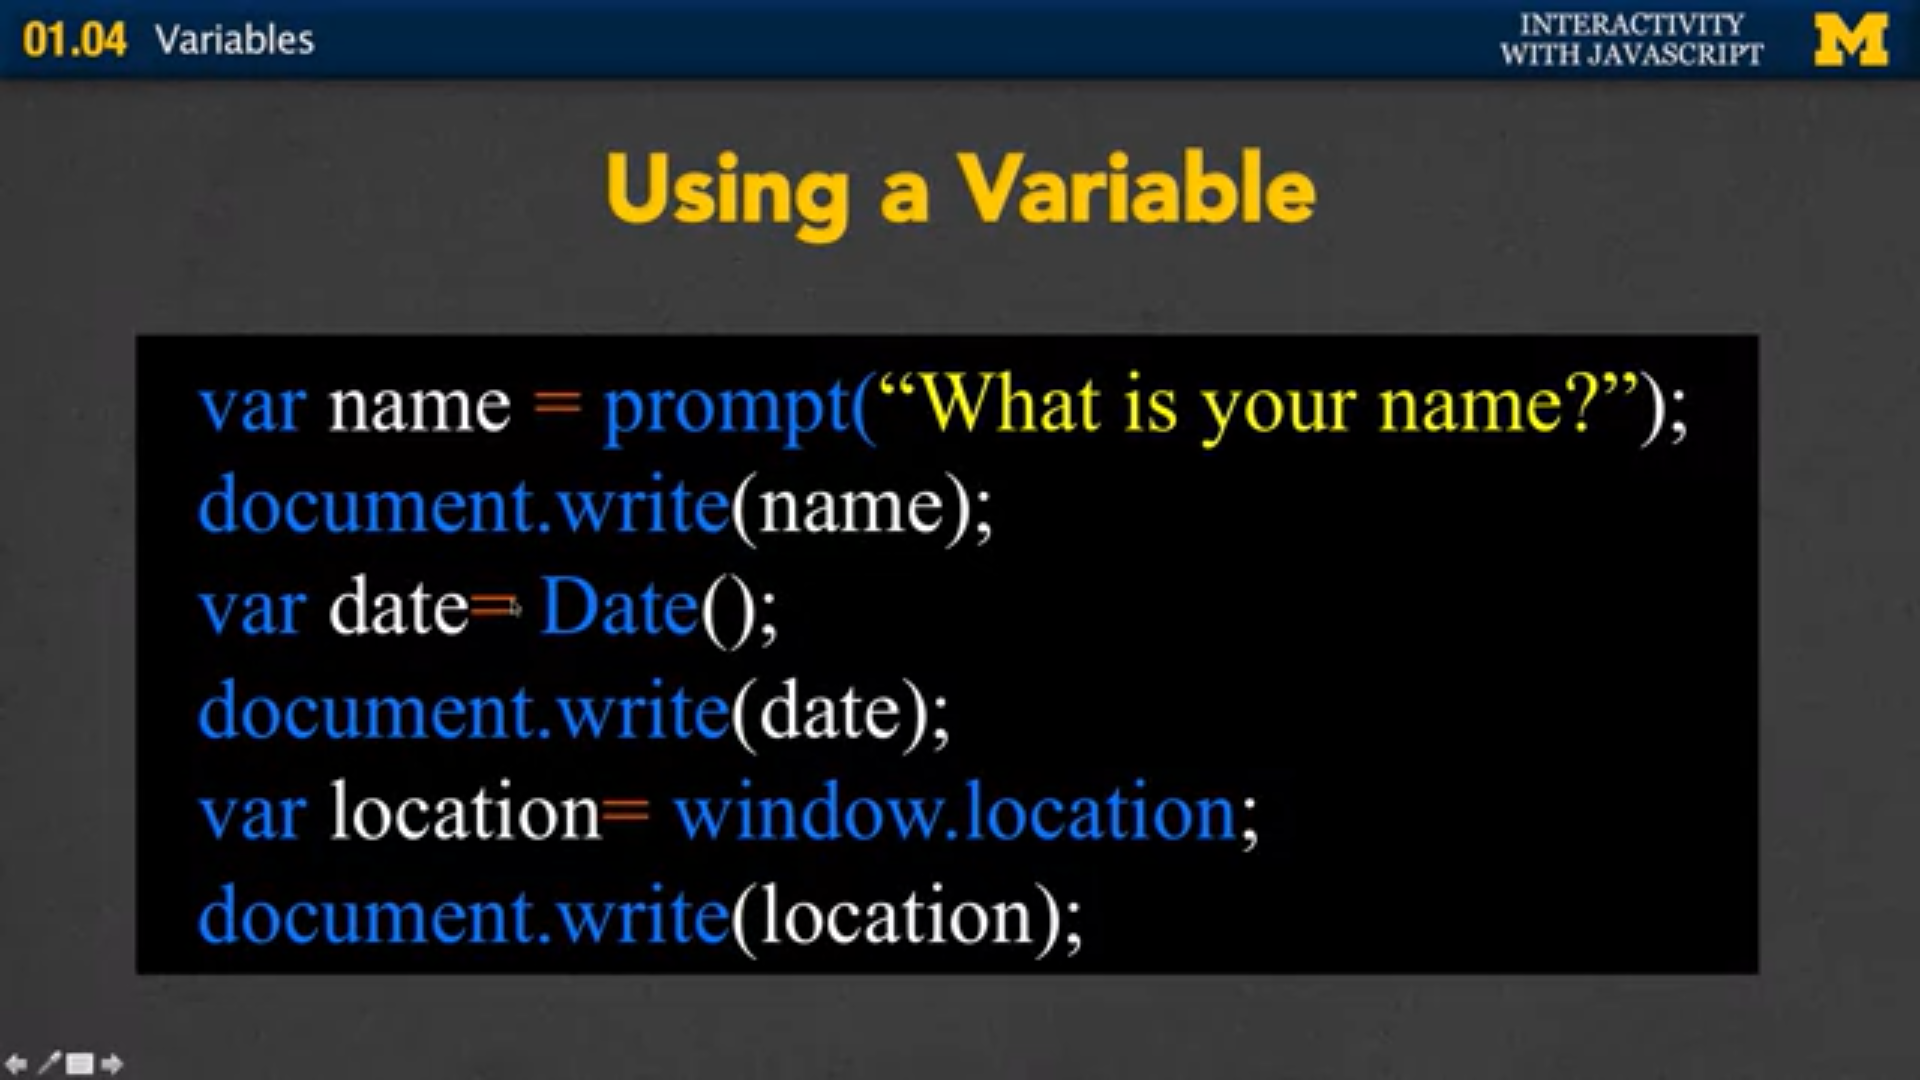 01.04 Variables
INTERACTIVITY
WITH JAVASCRIPT
M
Using a Variable
var name = prompt(“What is your name?”);
document.write(name);
var date= Date();
document.write(date);
var location= window.location;
document.write(location);